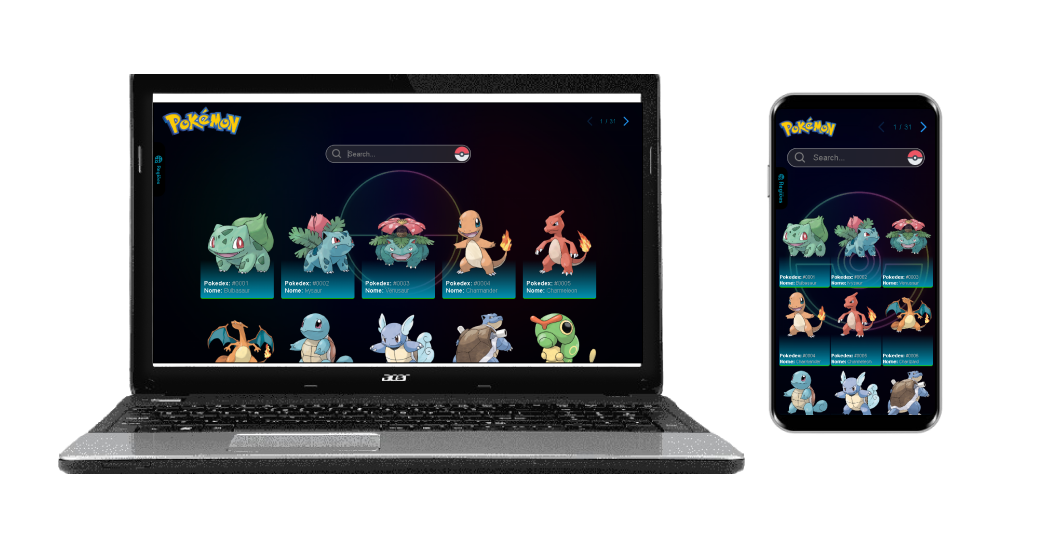 POKéMON
1 / 31
Search...
Regiões
Pokedex: #0001
Nome: Bulbasaur
Pokedex: #0002
Nome: Ivysaur
Pokedex: #0003
Nome: Venusaur
Pokedex: #0004
Nome: Charmander
Pokedex: #0005
Nome: Charmeleon
acer
POKéMON
1 / 31
Search...
Regiões
Pokedex: #0001
Nome: Bulbasaur
Pokedex: #0002
Nome: Ivysaur
Pokedex: #0003
Nome: Venusaur
Pokedex: #0004
Nome: Charmander
Pokedex: #0005
Nome: Charmeleon
Pokedex: #0006
Nome: Charizard